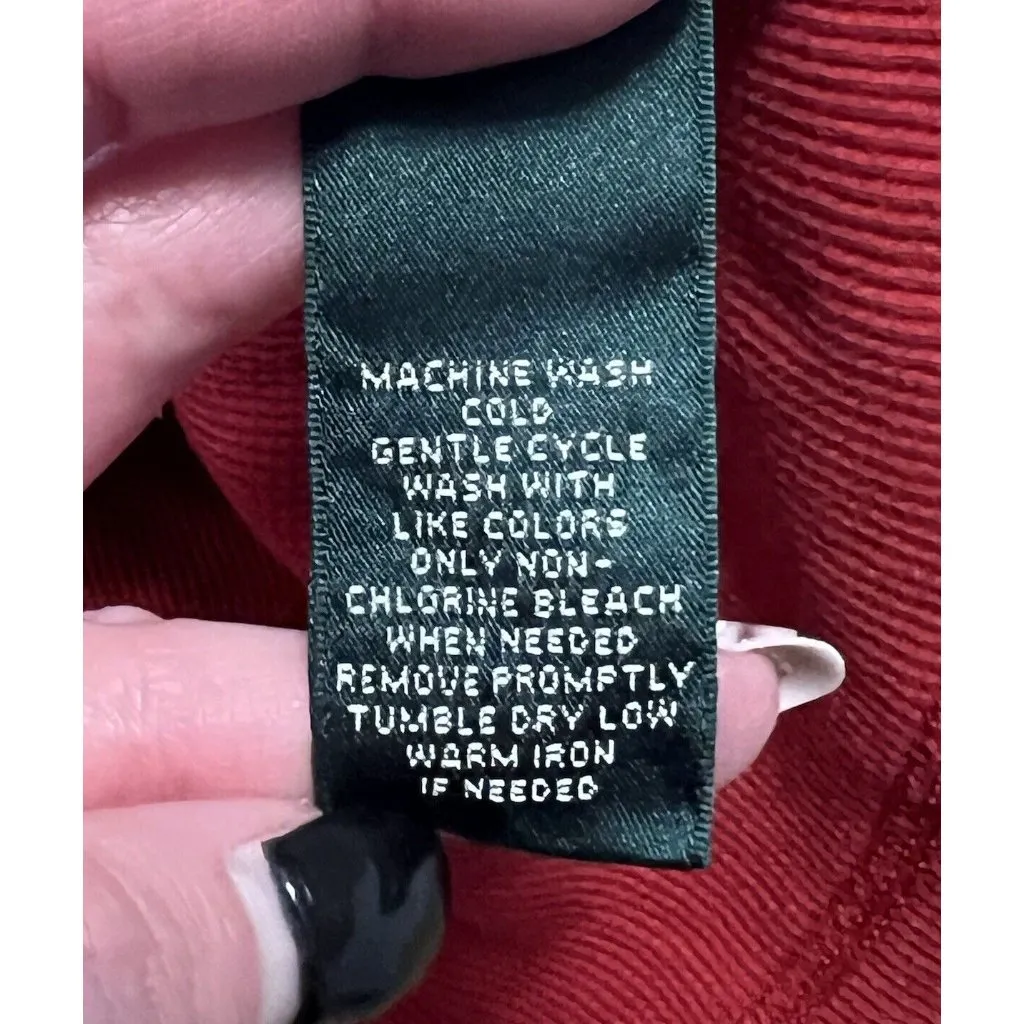 MACHINE WASH
COLD
GENTLE CYCLE
WASH WITH
LIKE COLORS
ONLY NON-
CHLORINE BLEACH
WHEN NEEDED
REMOVE PROMPTLY
TUMBLE DRY LOW
WARM IRON
IF NEEDED